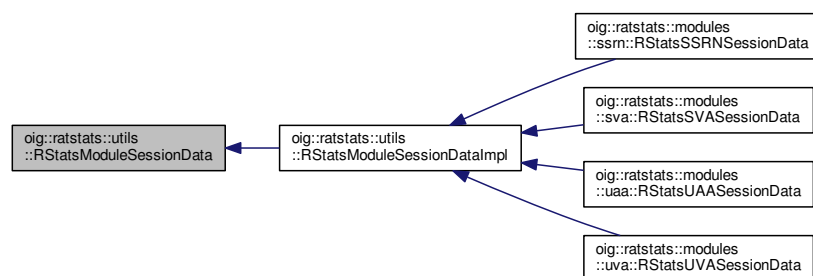 oig::ratstats::modules
::ssrn::RStatsSSRNSessionData
oig::ratstats::modules
::sva::RStatsSVASessionData
oig::ratstats::utils
::RStatsModuleSessionData
oig::ratstats::utils
::RStatsModuleSessionDataImpl
oig::ratstats::modules
::uaa::RStatsUAASessionData
oig::ratstats::modules
::uva::RStatsUVASessionData